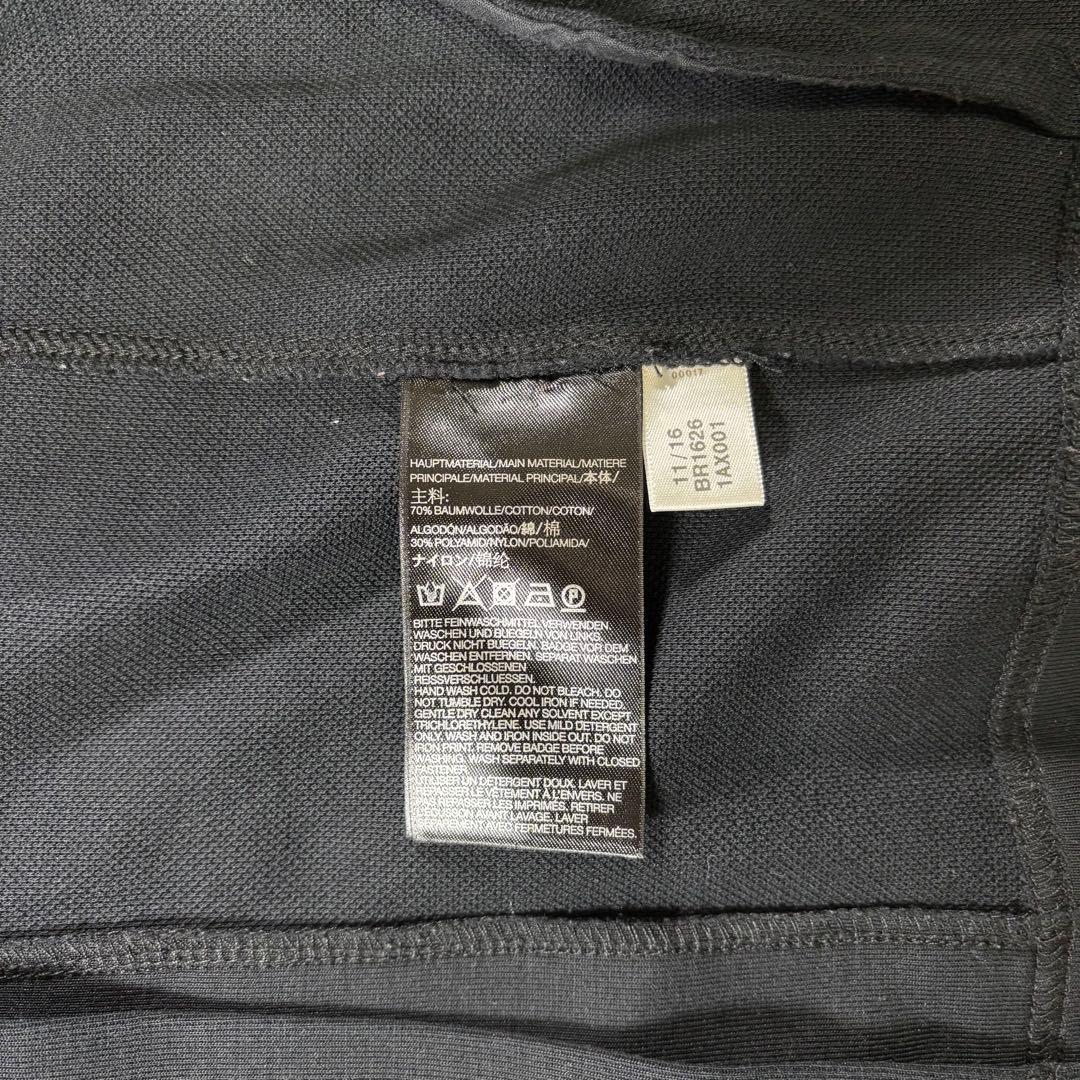 HAUPTMATERIAL/MAIN MATERIAL/MATIERE
PRINCIPALE/MATERIAL PRINCIPAL/本体/
主料:
70% BAUMWOLLE/COTTON/COTON/
ALGODÓN/ALGODÃO/綿/棉
30% POLYAMID/NYLON/POLIAMIDA/
ナイロン/锦纶
BITTE FEINWASCHMITTEL VERWENDEN.
WASCHEN UND BUEGELN VON LINKS.
DRUCK NICHT BUEGELN. BADGE VOR DEM
WASCHEN ENTFERNEN. SEPARAT WASCHEN
MIT GESCHLOSSENEN
REISSVERSCHLUESSEN.
HAND WASH COLD. DO NOT BLEACH. DO
NOT TUMBLE DRY. COOL IRON IF NEEDED.
GENTLE DRY CLEAN ANY SOLVENT EXCEPT
TRICHLORETHYLENE. USE MILD DETERGENT
ONLY. WASH AND IRON INSIDE OUT. DO NOT
IRON PRINT. REMOVE BADGE BEFORE
WASHING. WASH SEPARATELY WITH CLOSED
FASTENER.
UTILISER UN DÉTERGENT DOUX. LAVER ET
REPASSER LE VÊTEMENT À L'ENVERS. NE
PAS REPASSER LES IMPRIMÉS. RETIRER
AVANT LAVAGE. LAVER
AVEC FERMETURES FERMÉES.
00017
11/16
BR1626
1AX001